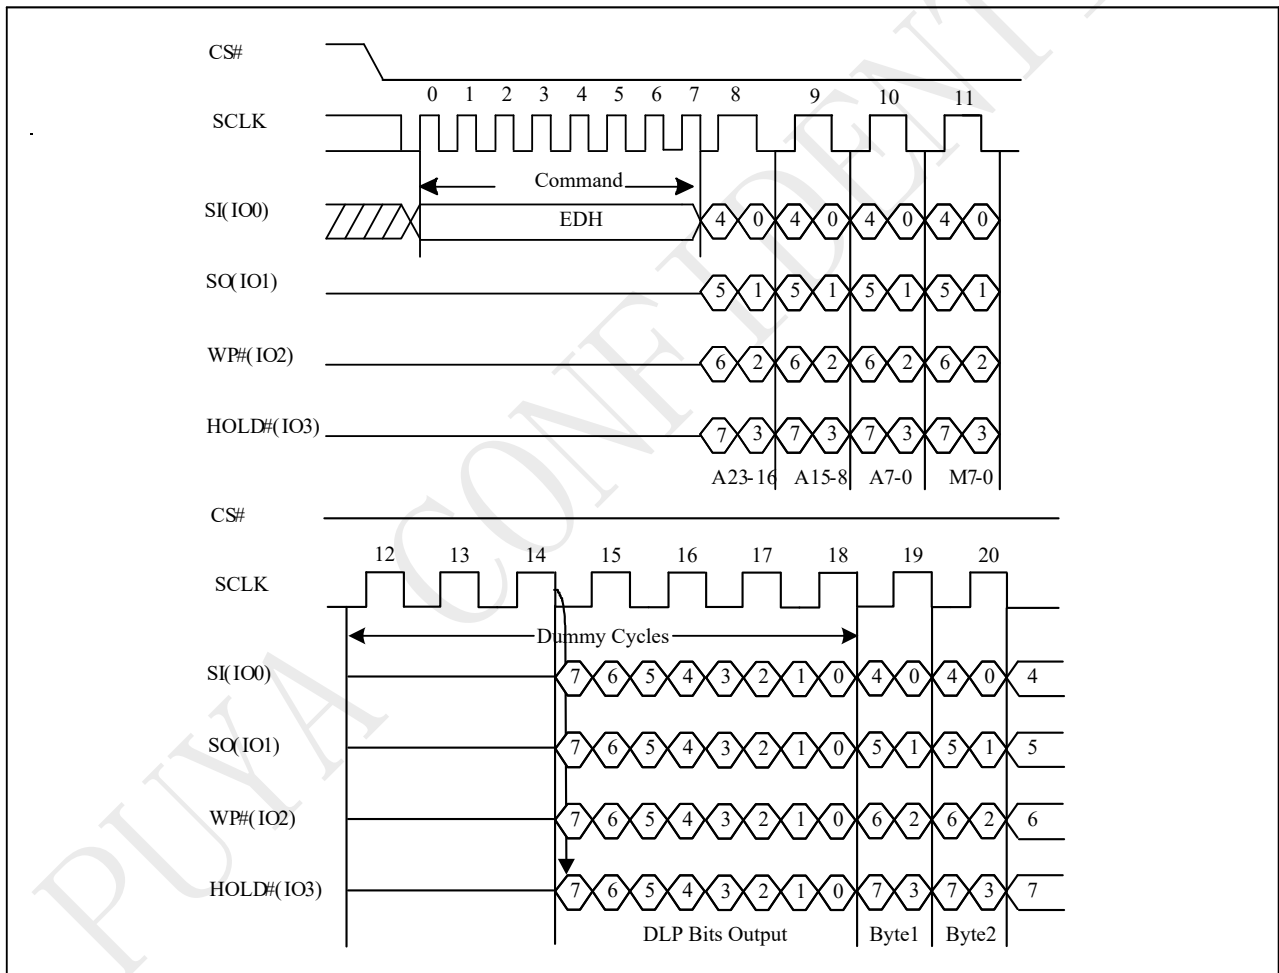 CS#
0 1 2 3 4 5 6 7 8 9 10 11
SCLK
Command
SI(IO0) EDH 4 0 4 0 4 0 4 0
SO(IO1) 5 1 5 1 5 1 5 1
WP#(IO2) 6 2 6 2 6 2 6 2
HOLD#(IO3) 7 3 7 3 7 3 7 3
A23-16 A15-8 A7-0 M7-0
CS#
12 13 14 15 16 17 18 19 20
SCLK
Dummy Cycles
SI(IO0) 7 6 5 4 3 2 1 0 4 0 4 0 4
SO(IO1) 7 6 5 4 3 2 1 0 5 1 5 1 5
WP#(IO2) 7 6 5 4 3 2 1 0 6 2 6 2 6
HOLD#(IO3) 7 6 5 4 3 2 1 0 7 3 7 3 7
DLP Bits Output Byte1 Byte2
PUYA CONFIDENT